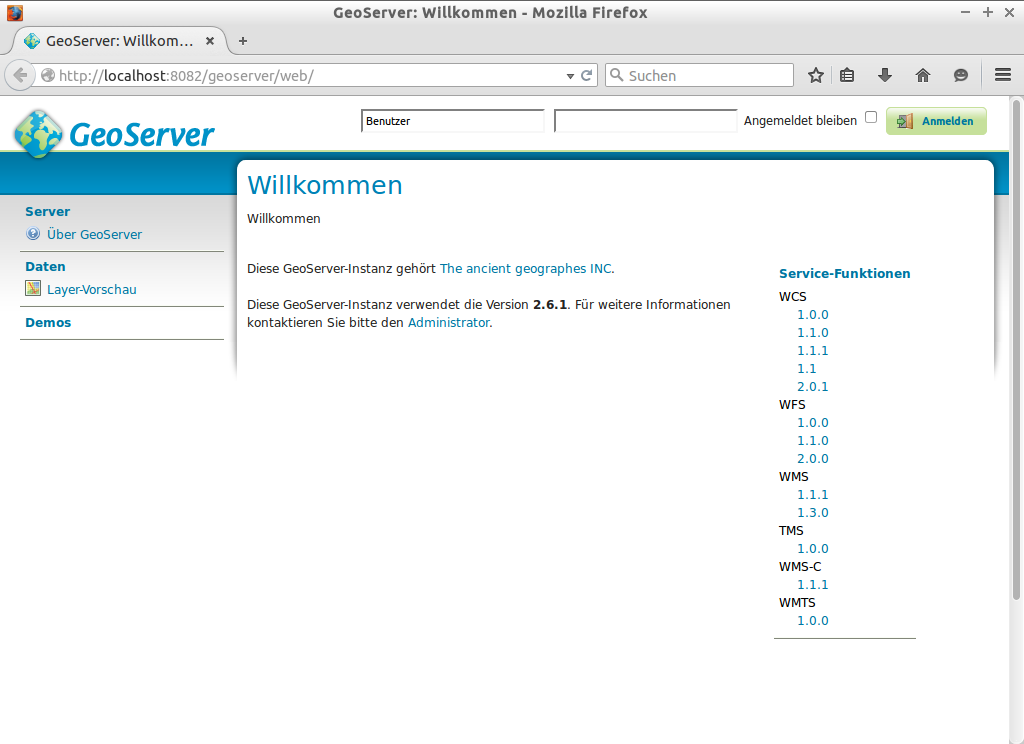 GeoServer: Willkommen - Mozilla Firefox
GeoServer: Willkom...
http://localhost:8082/geoserver/web/
Suchen
GeoServer
Benutzer
Angemeldet bleiben
Anmelden
Willkommen
Willkommen
Server
Über GeoServer
Daten
Layer-Vorschau
Demos
Diese GeoServer-Instanz gehört The ancient geographes INC.
Diese GeoServer-Instanz verwendet die Version 2.6.1. Für weitere Informationen
kontaktieren Sie bitte den Administrator.
Service-Funktionen
WCS
1.0.0
1.1.0
1.1.1
1.1
2.0.1
WFS
1.0.0
1.1.0
2.0.0
WMS
1.1.1
1.3.0
TMS
1.0.0
WMS-C
1.1.1
WMTS
1.0.0